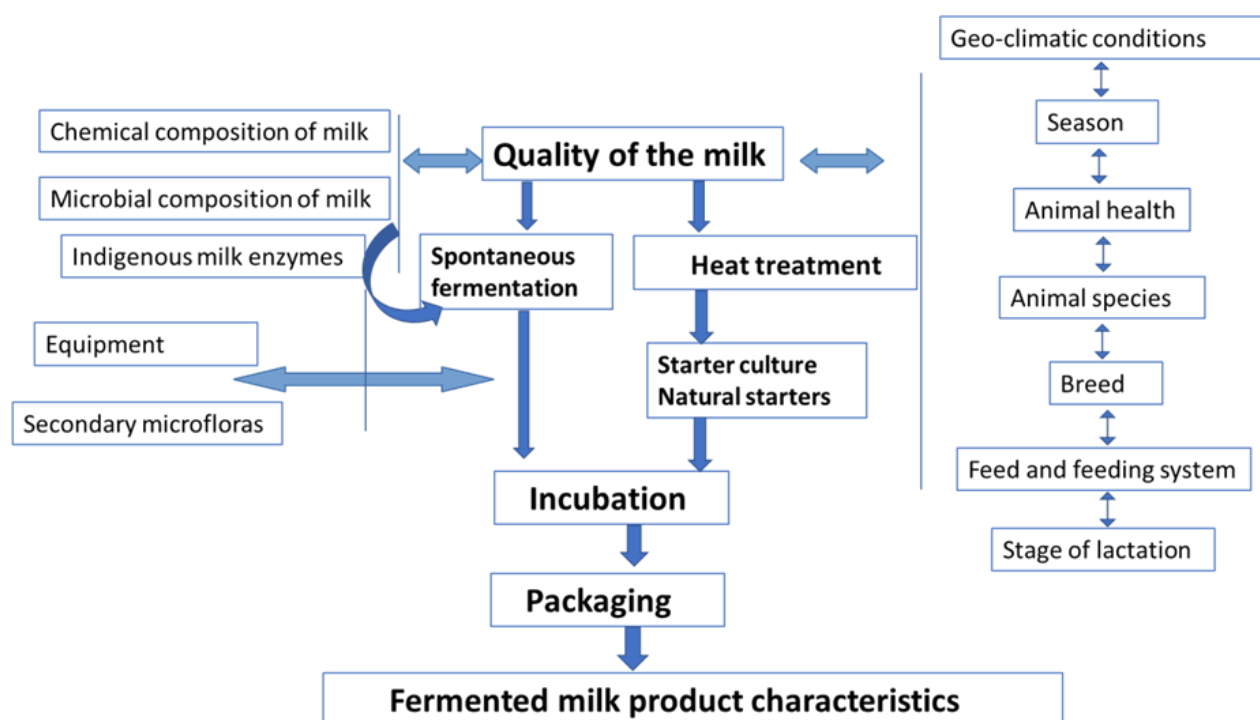 Geo-climatic conditions
Chemical composition of milk
Quality of the milk
Season
Microbial composition of milk
Animal health
Indigenous milk enzymes
Spontaneous
fermentation
Heat treatment
Animal species
Equipment
Starter culture
Natural starters
Breed
Secondary microfloras
Feed and feeding system
Incubation
Stage of lactation
Packaging
Fermented milk product characteristics